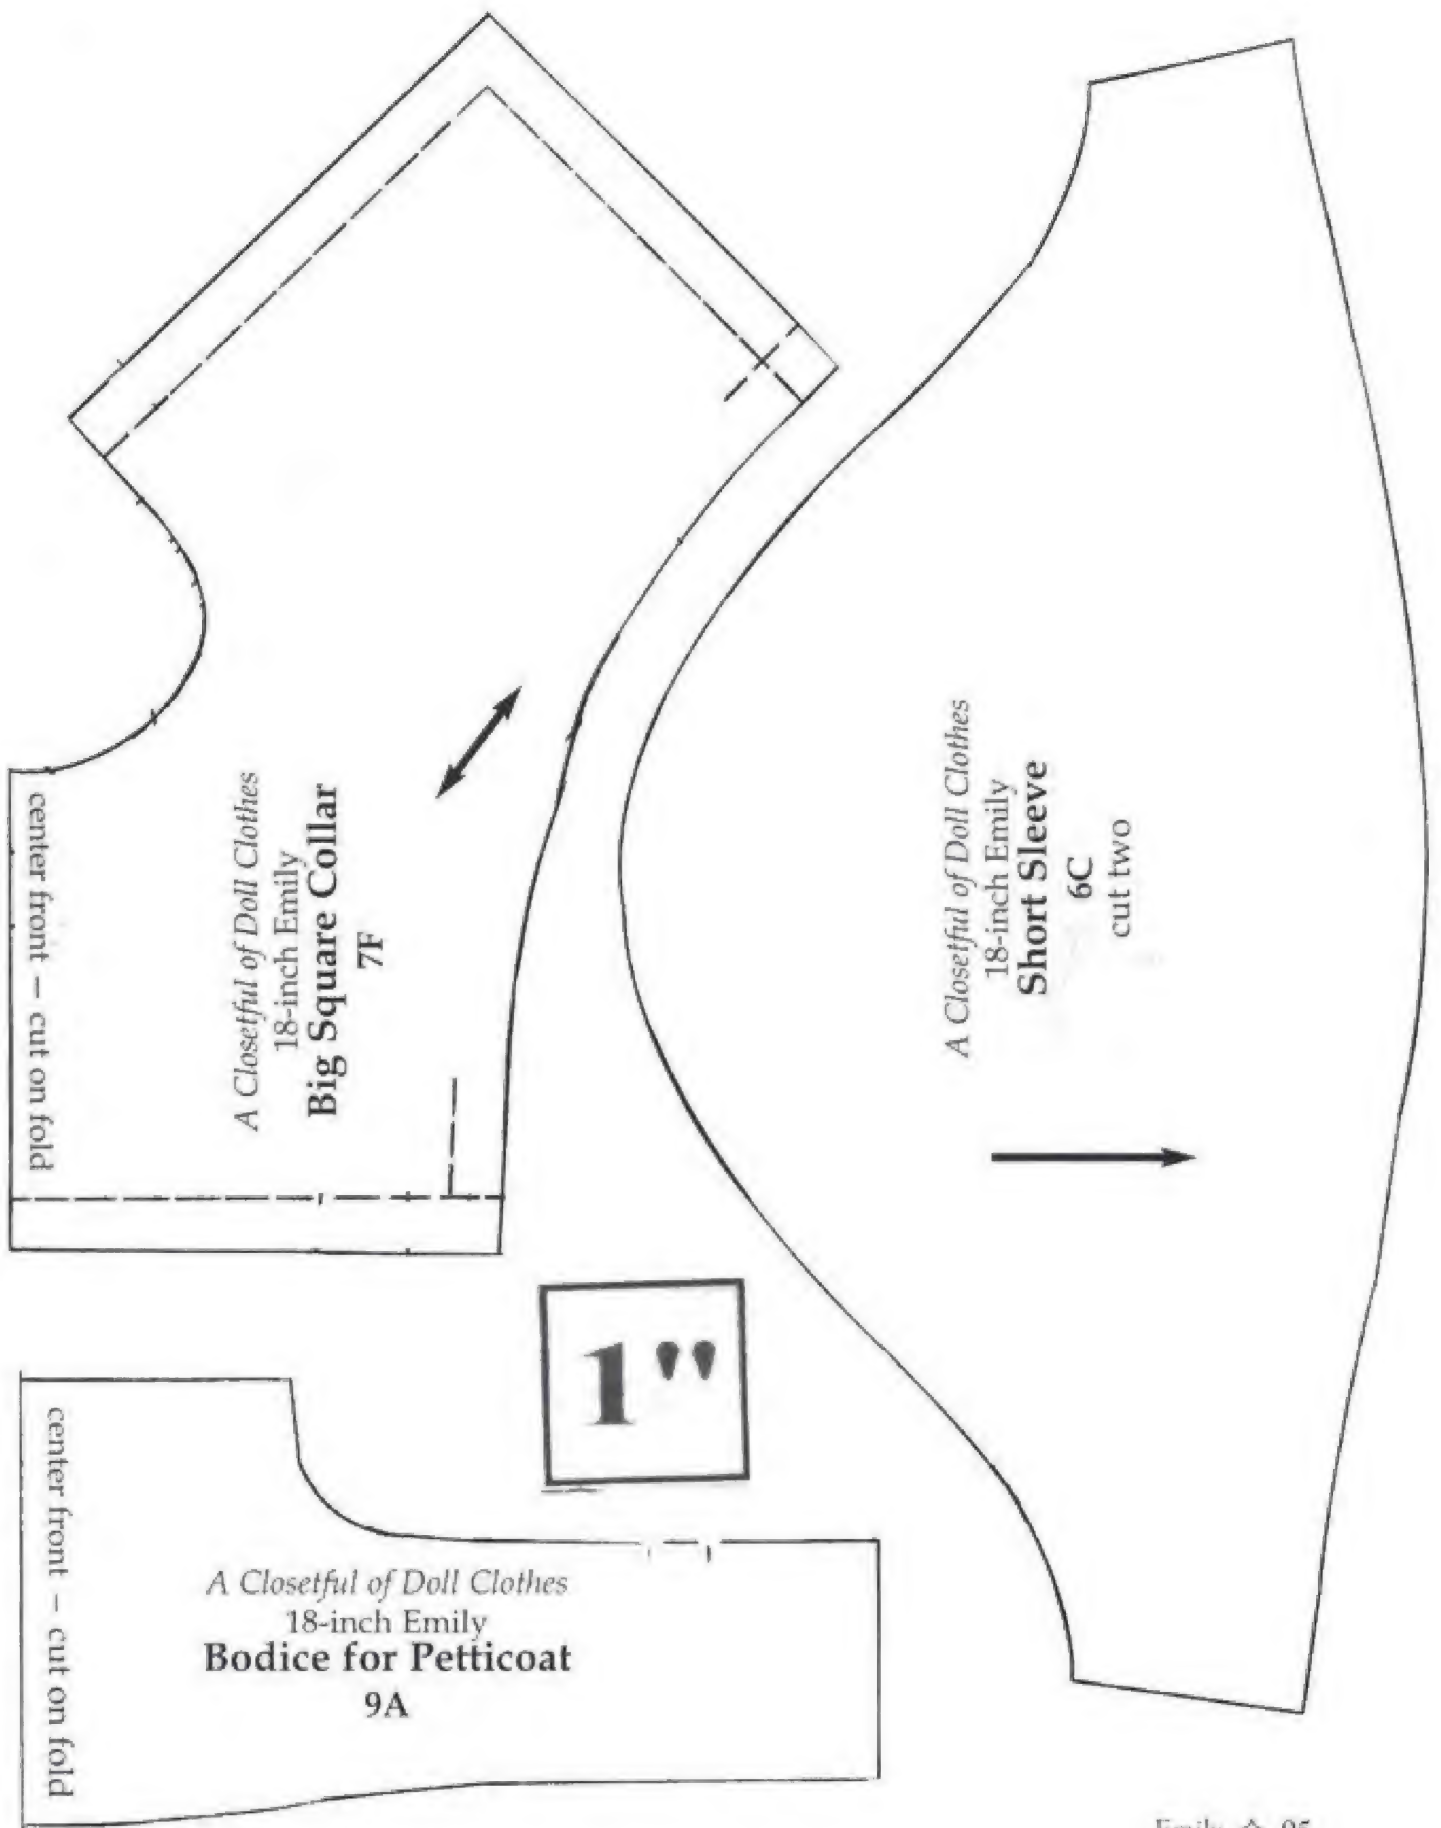 center front — cut on fold
A Closetful of Doll Clothes
18-inch Emily
Big Square Collar
7F
A Closetful of Doll Clothes
18-inch Emily
Short Sleeve
6C
cut two
1"
center front – cut on fold
A Closetful of Doll Clothes
18-inch Emily
Bodice for Petticoat
9A
Emily ☆ 95